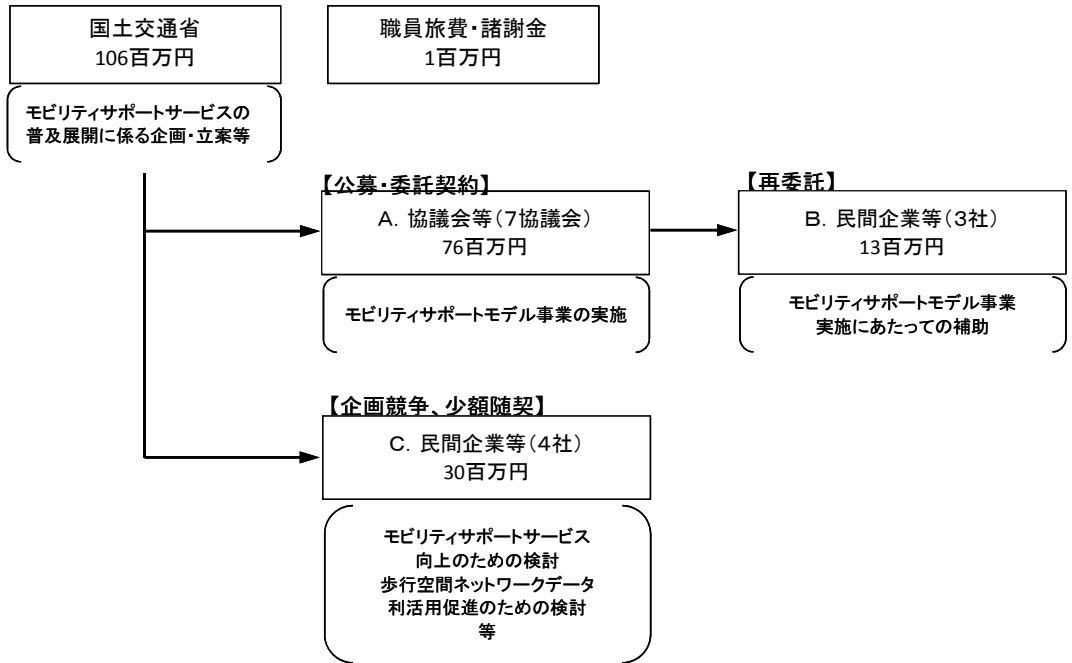 国土交通省
106百万円
職員旅費・諸謝金
1百万円
モビリティサポートサービスの
普及展開に係る企画・立案等
【公募・委託契約】
A．協議会等（7協議会）
76百万円
モビリティサポートモデル事業の実施
【再委託】
B．民間企業等（3社）
13百万円
モビリティサポートモデル事業
実施にあたっての補助
【企画競争、少額随契】
C．民間企業等（4社）
30百万円
モビリティサポートサービス
向上のための検討
歩行空間ネットワークデータ
利活用促進のための検討
等